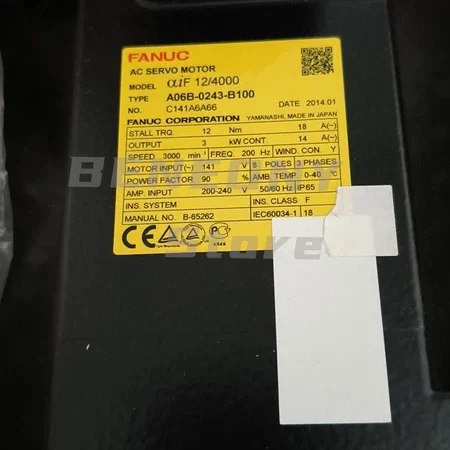 FANUC
AC SERVO MOTOR
MODEL αiF 12/4000
TYPE A06B-0243-B100
NO. C141A6A66 DATE 2014.01
FANUC CORPORATION YAMANASHI, MADE IN JAPAN
STALL TRQ. 12 Nm 18 A(~)
OUTPUT 3 kW CONT. 14 A(~)
SPEED 3000 min⁻¹ FREQ. 200 Hz WIND. CON. Y
MOTOR INPUT(~) 141 V 8 POLES 3 PHASES
POWER FACTOR 90 % AMB. TEMP. 0-40 °C
AMP. INPUT 200-240 V 50/60 Hz IP65
INS. SYSTEM INS. CLASS F
MANUAL NO. B-65262 IEC60034-1 18
CE
Store